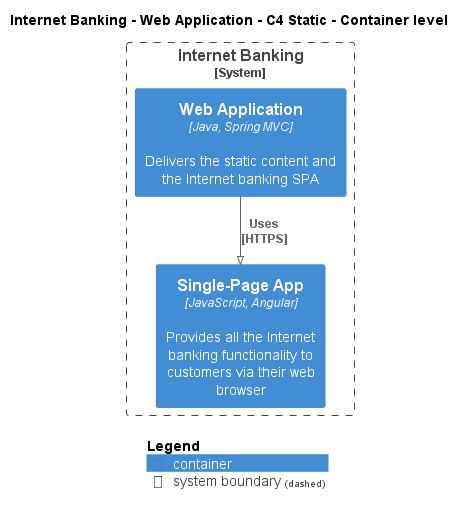 Internet Banking - Web Application - C4 Static - Container level
Internet Banking
[System]
Web Application
[Java, Spring MVC]
Delivers the static content and
the Internet banking SPA
Uses
[HTTPS]
Single-Page App
[JavaScript, Angular]
Provides all the Internet
banking functionality to
customers via their web
browser
Legend
container
system boundary (dashed)